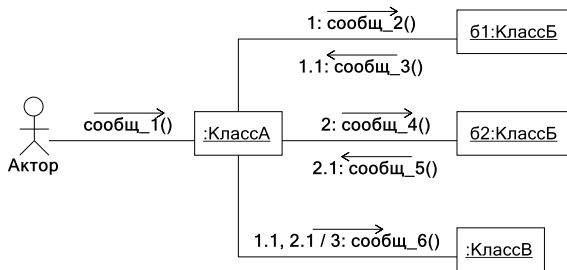 1: сообщ_2()
б1:КлассБ
1.1: сообщ_3()
сообщ_1()
:КлассА
2: сообщ_4()
б2:КлассБ
Актор
2.1: сообщ_5()
1.1, 2.1 / 3: сообщ_6()
:КлассВ